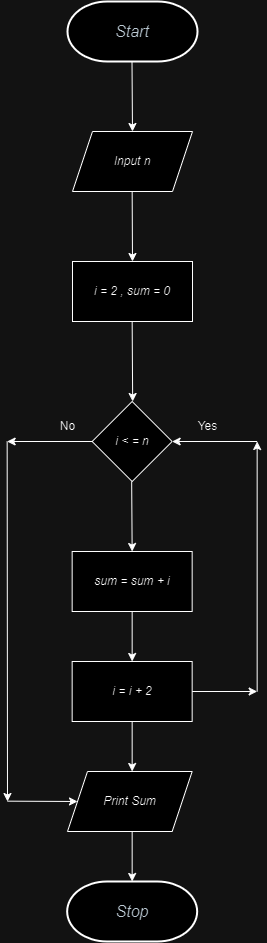 Start
Input n
i = 2 , sum = 0
No
Yes
i < = n
sum = sum + i
i = i + 2
Print Sum
Stop